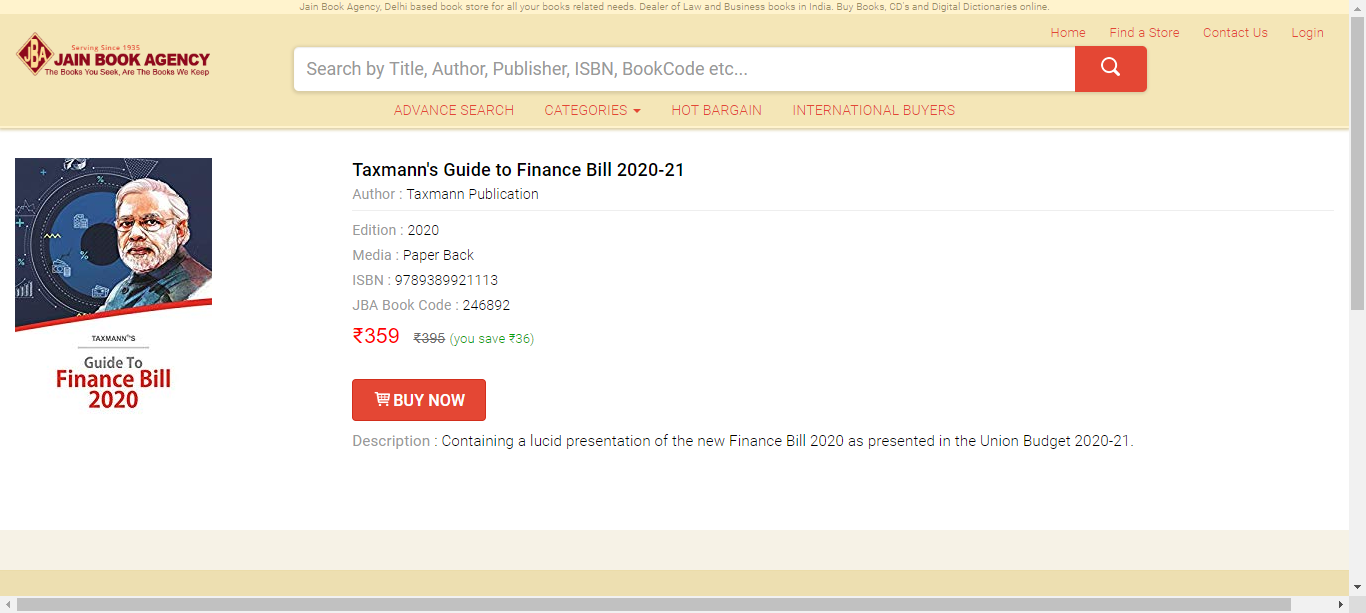 Jain Book Agency, Delhi based book store for all your books related needs. Dealer of Law and Business books in India. Buy Books, CD's and Digital Dictionaries online.
Home Find a Store Contact Us Login
Serving Since 1935
JBA
JAIN BOOK AGENCY
The Books You Seek, Are The Books We Keep
Search by Title, Author, Publisher, ISBN, BookCode etc...
ADVANCE SEARCH CATEGORIES HOT BARGAIN INTERNATIONAL BUYERS
TAXMANN'S
Guide To
Finance Bill
2020
Taxmann's Guide to Finance Bill 2020-21
Author : Taxmann Publication
Edition : 2020
Media : Paper Back
ISBN : 9789389921113
JBA Book Code : 246892
₹359 ₹395 (you save ₹36)
BUY NOW
Description : Containing a lucid presentation of the new Finance Bill 2020 as presented in the Union Budget 2020-21.